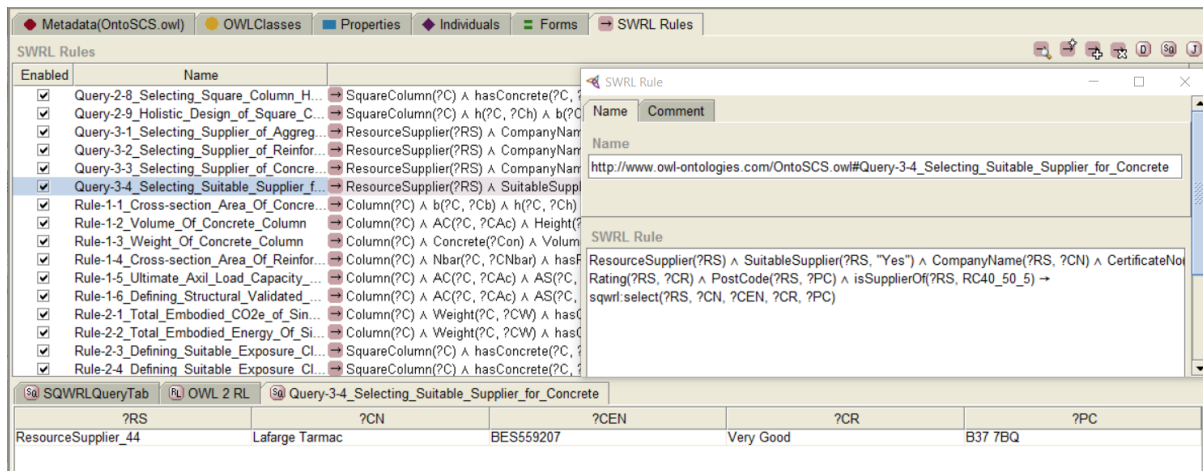 Metadata(OntoSCS.owl) OWLClasses Properties Individuals Forms SWRL Rules
SWRL Rules
Enabled Name
Query-2-8_Selecting_Square_Column_H... → SquareColumn(?C) ∧ hasConcrete(?C, ?
Query-2-9_Holistic_Design_of_Square_C... → SquareColumn(?C) ∧ h(?C, ?Ch) ∧ b(?C
Query-3-1_Selecting_Supplier_of_Aggreg... → ResourceSupplier(?RS) ∧ CompanyNam
Query-3-2_Selecting_Supplier_of_Reinfor... → ResourceSupplier(?RS) ∧ CompanyNam
Query-3-3_Selecting_Supplier_of_Concre... → ResourceSupplier(?RS) ∧ CompanyNam
Query-3-4_Selecting_Suitable_Supplier_f... → ResourceSupplier(?RS) ∧ SuitableSuppl
Rule-1-1_Cross-section_Area_Of_Concre... → Column(?C) ∧ b(?C, ?Cb) ∧ h(?C, ?Ch)
Rule-1-2_Volume_Of_Concrete_Column → Column(?C) ∧ AC(?C, ?CAc) ∧ Height(?
Rule-1-3_Weight_Of_Concrete_Column → Column(?C) ∧ Concrete(?Con) ∧ Volum
Rule-1-4_Cross-section_Area_Of_Reinfor... → Column(?C) ∧ Nbar(?C, ?CNbar) ∧ hasF
Rule-1-5_Ultimate_Axil_Load_Capacity_... → Column(?C) ∧ AC(?C, ?CAc) ∧ AS(?C,
Rule-1-6_Defining_Structural_Validated_... → Column(?C) ∧ AC(?C, ?CAc) ∧ AS(?C,
Rule-2-1_Total_Embodied_CO2e_of_Sin... → Column(?C) ∧ Weight(?C, ?CW) ∧ hasC
Rule-2-2_Total_Embodied_Energy_Of_Si... → Column(?C) ∧ Weight(?C, ?CW) ∧ hasC
Rule-2-3_Defining_Suitable_Exposure_Cl... → SquareColumn(?C) ∧ hasConcrete(?C, ?
Rule-2-4_Defining_Suitable_Exposure_Cl... → SquareColumn(?C) ∧ hasConcrete(?C, ?
SWRL Rule
Name Comment
Name
http://www.owl-ontologies.com/OntoSCS.owl#Query-3-4_Selecting_Suitable_Supplier_for_Concrete
SWRL Rule
ResourceSupplier(?RS) ∧ SuitableSupplier(?RS, "Yes") ∧ CompanyName(?RS, ?CN) ∧ CertificateNo
Rating(?RS, ?CR) ∧ PostCode(?RS, ?PC) ∧ isSupplierOf(?RS, RC40_50_5) →
sqwrl:select(?RS, ?CN, ?CEN, ?CR, ?PC)
SQWRLQueryTab OWL 2 RL Query-3-4_Selecting_Suitable_Supplier_for_Concrete
?RS ?CN ?CEN ?CR ?PC
ResourceSupplier_44 Lafarge Tarmac BES559207 Very Good B37 7BQ